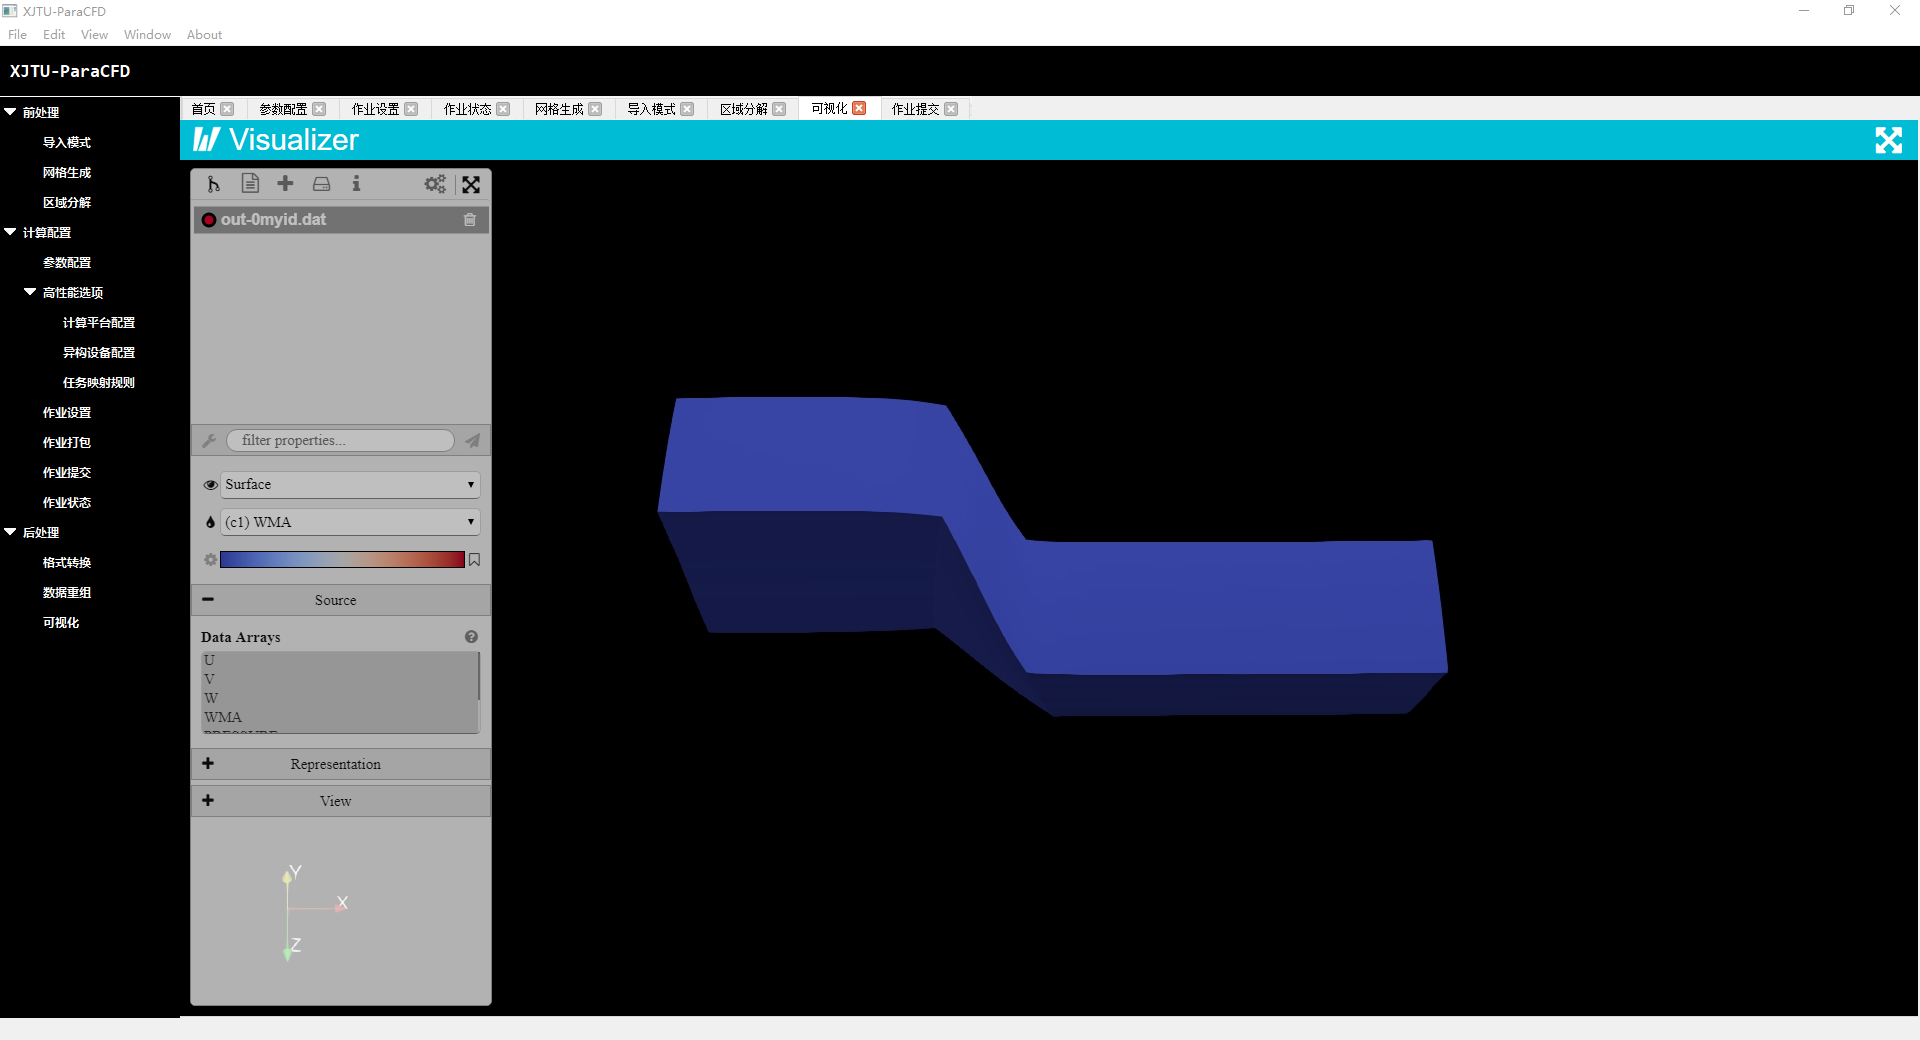 XJTU-ParaCFD
File Edit View Window About
XJTU-ParaCFD
前处理
导入模式
网格生成
区域分解
计算配置
参数配置
高性能选项
计算平台配置
异构设备配置
任务映射规则
作业设置
作业打包
作业提交
作业状态
后处理
格式转换
数据重组
可视化
首页 参数配置 作业设置 作业状态 网格生成 导入模式 区域分解 可视化 作业提交
Visualizer
out-0myid.dat
filter properties...
Surface
(c1) WMA
Source
Data Arrays
U
V
W
WMA
PRESSURE
Representation
View
Y
X
Z